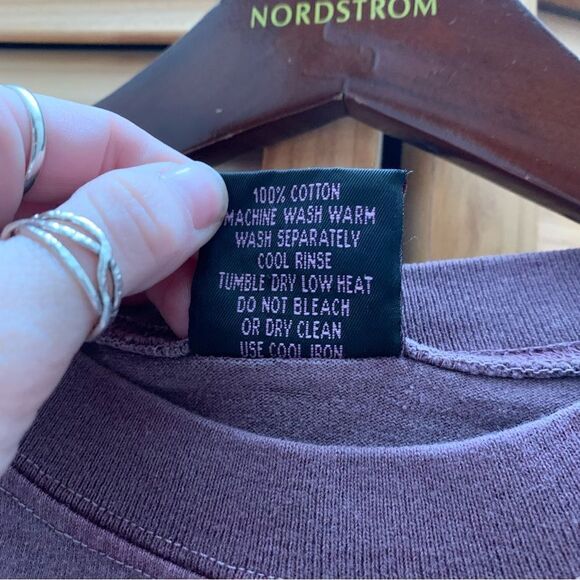 NORDSTROM
100% COTTON
MACHINE WASH WARM
WASH SEPARATELY
COOL RINSE
TUMBLE DRY LOW HEAT
DO NOT BLEACH
OR DRY CLEAN
USE COOL IRON